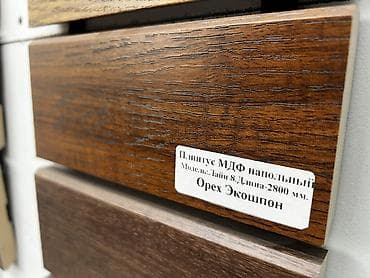 Плинтус МДФ напольный
Модель:Лайн 8,Длина-2800 мм.
Орех Экошпон